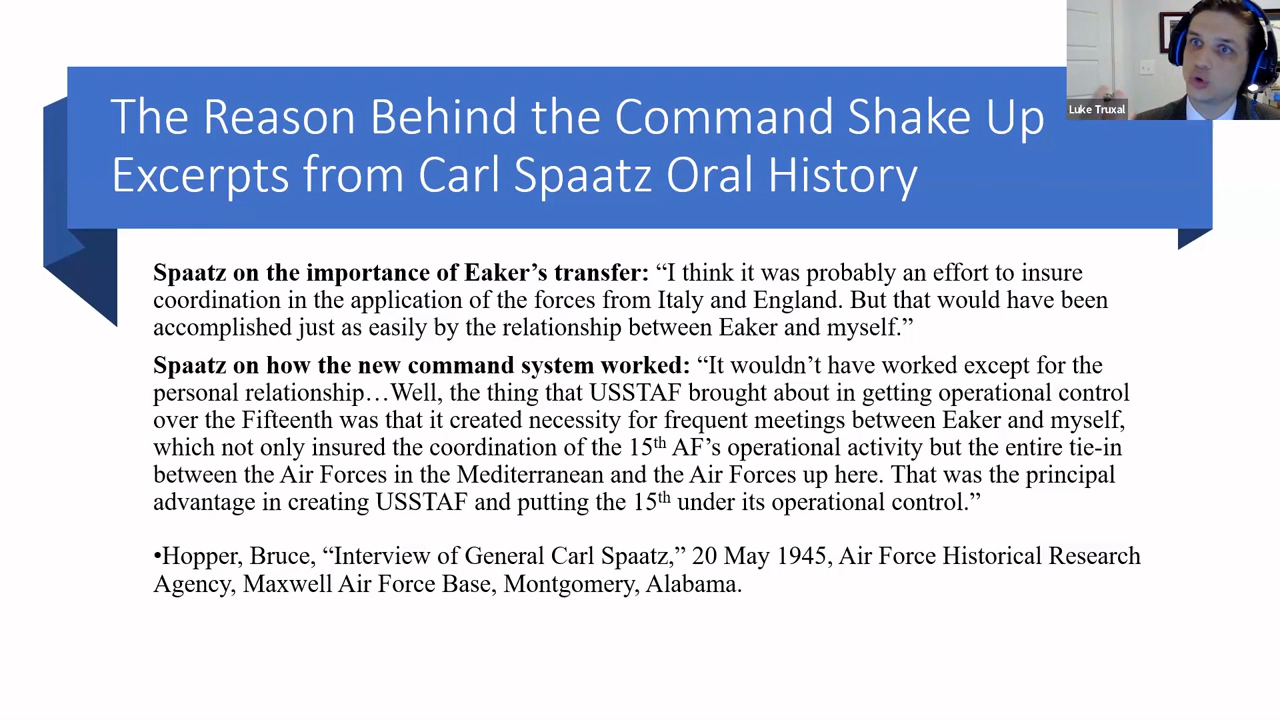 Luke Truxal
The Reason Behind the Command Shake Up
Excerpts from Carl Spaatz Oral History
Spaatz on the importance of Eaker’s transfer: “I think it was probably an effort to insure
coordination in the application of the forces from Italy and England. But that would have been
accomplished just as easily by the relationship between Eaker and myself.”
Spaatz on how the new command system worked: “It wouldn’t have worked except for the
personal relationship…Well, the thing that USSTAF brought about in getting operational control
over the Fifteenth was that it created necessity for frequent meetings between Eaker and myself,
which not only insured the coordination of the 15th AF’s operational activity but the entire tie-in
between the Air Forces in the Mediterranean and the Air Forces up here. That was the principal
advantage in creating USSTAF and putting the 15th under its operational control.”
•Hopper, Bruce, “Interview of General Carl Spaatz,” 20 May 1945, Air Force Historical Research
Agency, Maxwell Air Force Base, Montgomery, Alabama.